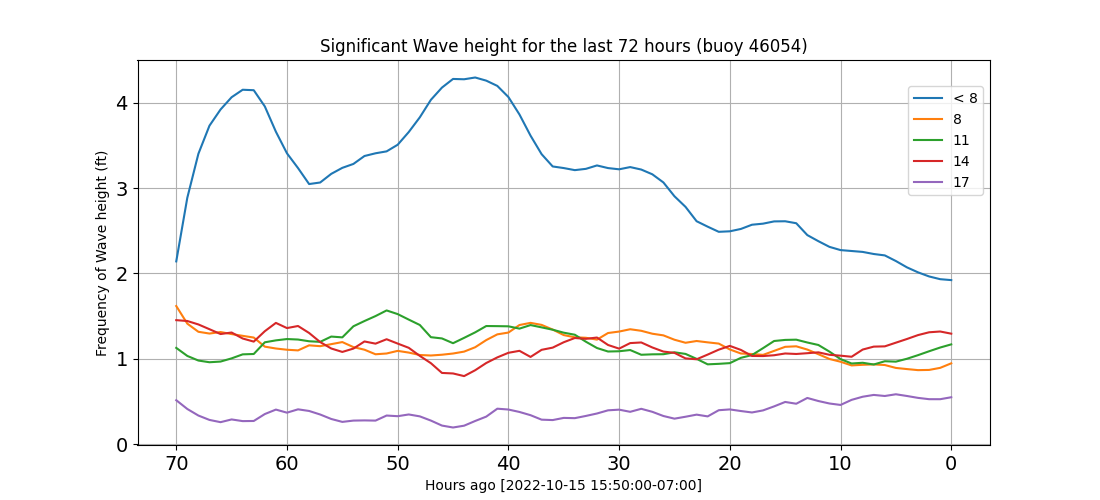 Significant Wave height for the last 72 hours (buoy 46054)
Frequency of Wave height (ft)
4
3
2
1
0
< 8
8
11
14
17
70 60 50 40 30 20 10 0
Hours ago [2022-10-15 15:50:00-07:00]